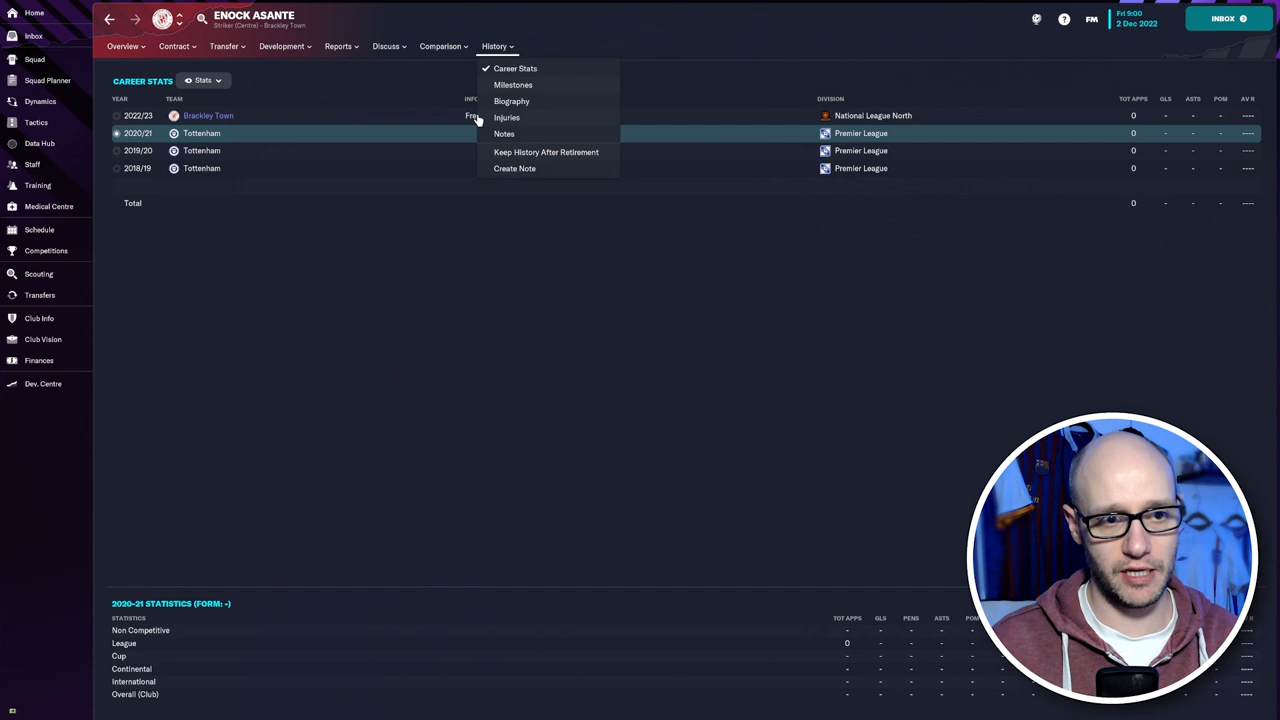 Home
Inbox
Squad
Squad Planner
Dynamics
Tactics
Data Hub
Staff
Training
Medical Centre
Schedule
Competitions
Scouting
Transfers
Club Info
Club Vision
Finances
Dev. Centre
ENOCK ASANTE
Striker (Centre) - Brackley Town
FM
Fri 9:00
2 Dec 2022
INBOX
Overview Contract Transfer Development Reports Discuss Comparison History
Career Stats
Milestones
Biography
Injuries
Notes
Keep History After Retirement
Create Note
CAREER STATS Stats
YEAR TEAM INFO DIVISION TOT APPS GLS ASTS POM AV R
2022/23 Brackley Town Free National League North 0 - - - ----
2020/21 Tottenham Premier League 0 - - - ----
2019/20 Tottenham Premier League 0 - - - ----
2018/19 Tottenham Premier League 0 - - - ----
Total 0 - - - ----
2020-21 STATISTICS (FORM: -)
STATISTICS TOT APPS GLS PENS ASTS POM AV R
Non Competitive - - - - - ----
League 0 - - - - ----
Cup - - - - - ----
Continental - - - - - ----
International - - - - - ----
Overall (Club) - - - - - ----